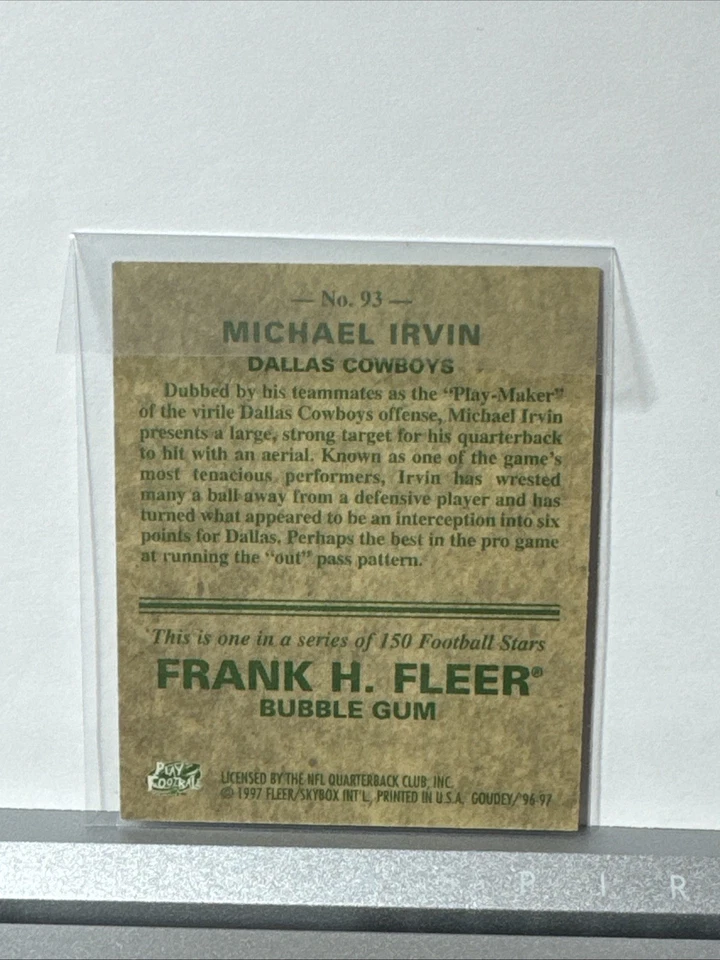 — No. 93 —
MICHAEL IRVIN
DALLAS COWBOYS
Dubbed by his teammates as the “Play-Maker”
of the virile Dallas Cowboys offense, Michael Irvin
presents a large, strong target for his quarterback
to hit with an aerial. Known as one of the game’s
most tenacious performers, Irvin has wrested
many a ball away from a defensive player and has
turned what appeared to be an interception into six
points for Dallas. Perhaps the best in the pro game
at running the “out” pass pattern.
This is one in a series of 150 Football Stars
FRANK H. FLEER®
BUBBLE GUM
PLAY
FOOTBALL
LICENSED BY THE NFL QUARTERBACK CLUB, INC.
© 1997 FLEER/SKYBOX INT'L. PRINTED IN U.S.A. GOUDEY/'96-97
P I R